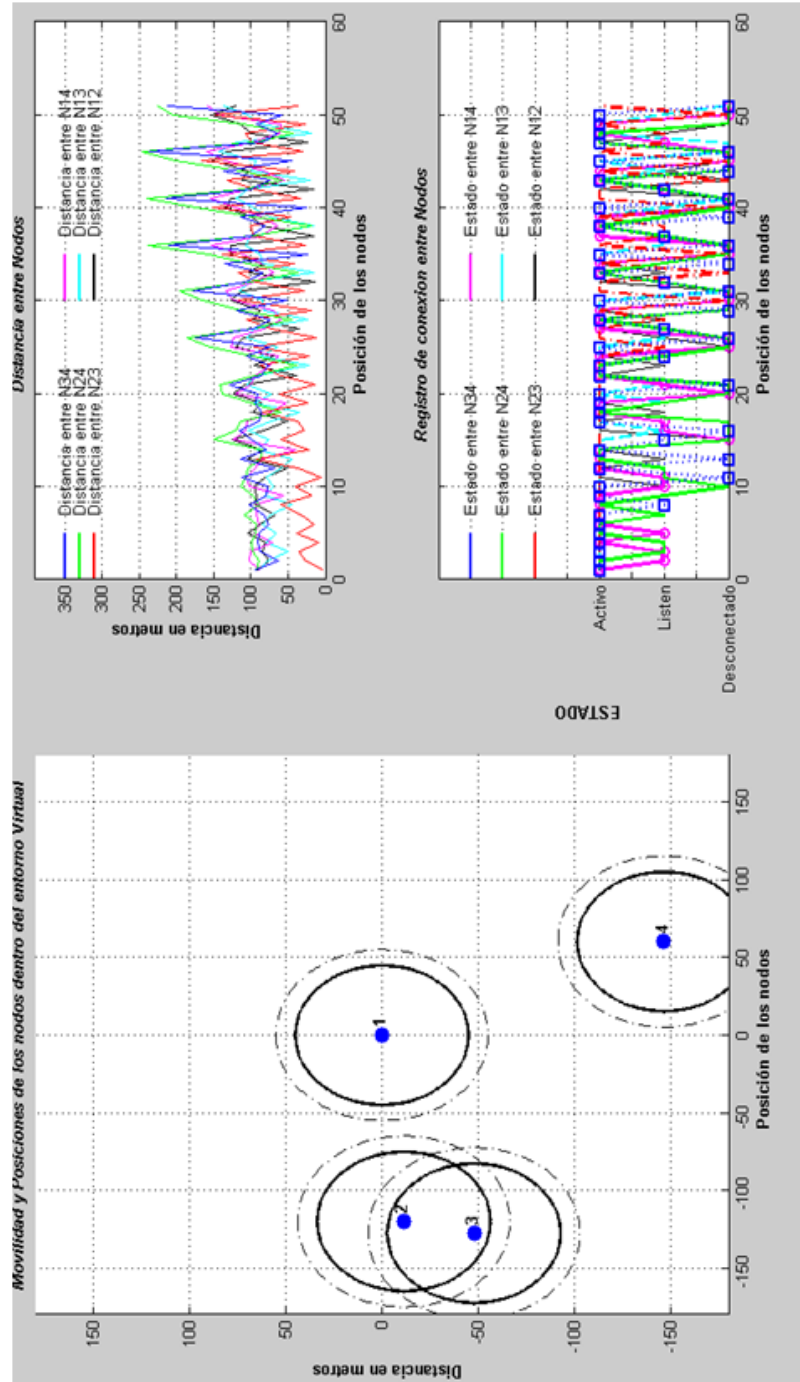 Movilidad y Posiciones de los nodos dentro del entorno Virtual
Distancia en metros
150
100
50
0
-50
-100
-150
1
2
3
4
-150
-100
-50
0
50
100
150
Posición de los nodos
Distancia entre Nodos
Distancia en metros
350
300
250
200
150
100
50
0
Distancia entre N34
Distancia entre N24
Distancia entre N23
Distancia entre N14
Distancia entre N13
Distancia entre N12
0
10
20
30
40
50
60
Posición de los nodos
Registro de conexion entre Nodos
ESTADO
Activo
Listen
Desconectado
Estado entre N34
Estado entre N24
Estado entre N23
Estado entre N14
Estado entre N13
Estado entre N12
0
10
20
30
40
50
60
Posición de los nodos